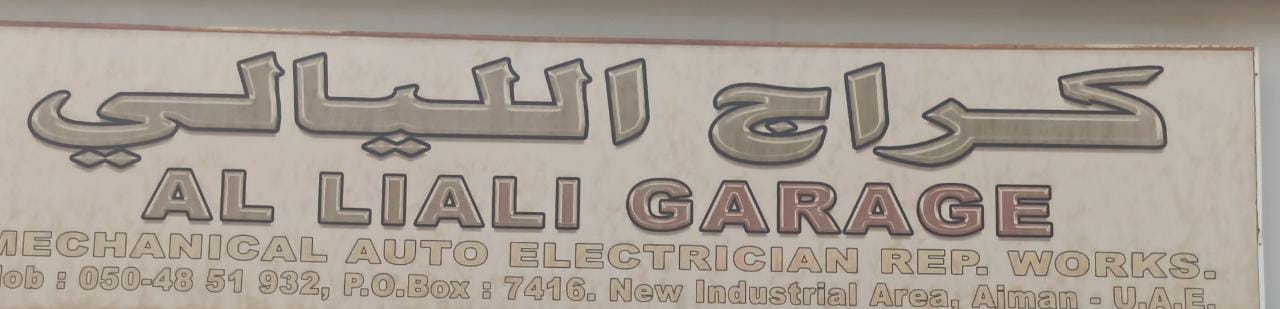 كراج الليالي
AL LIALI GARAGE
MECHANICAL AUTO ELECTRICIAN REP. WORKS.
Mob : 050-48 51 932, P.O.Box : 7416. New Industrial Area, Ajman - U.A.E.